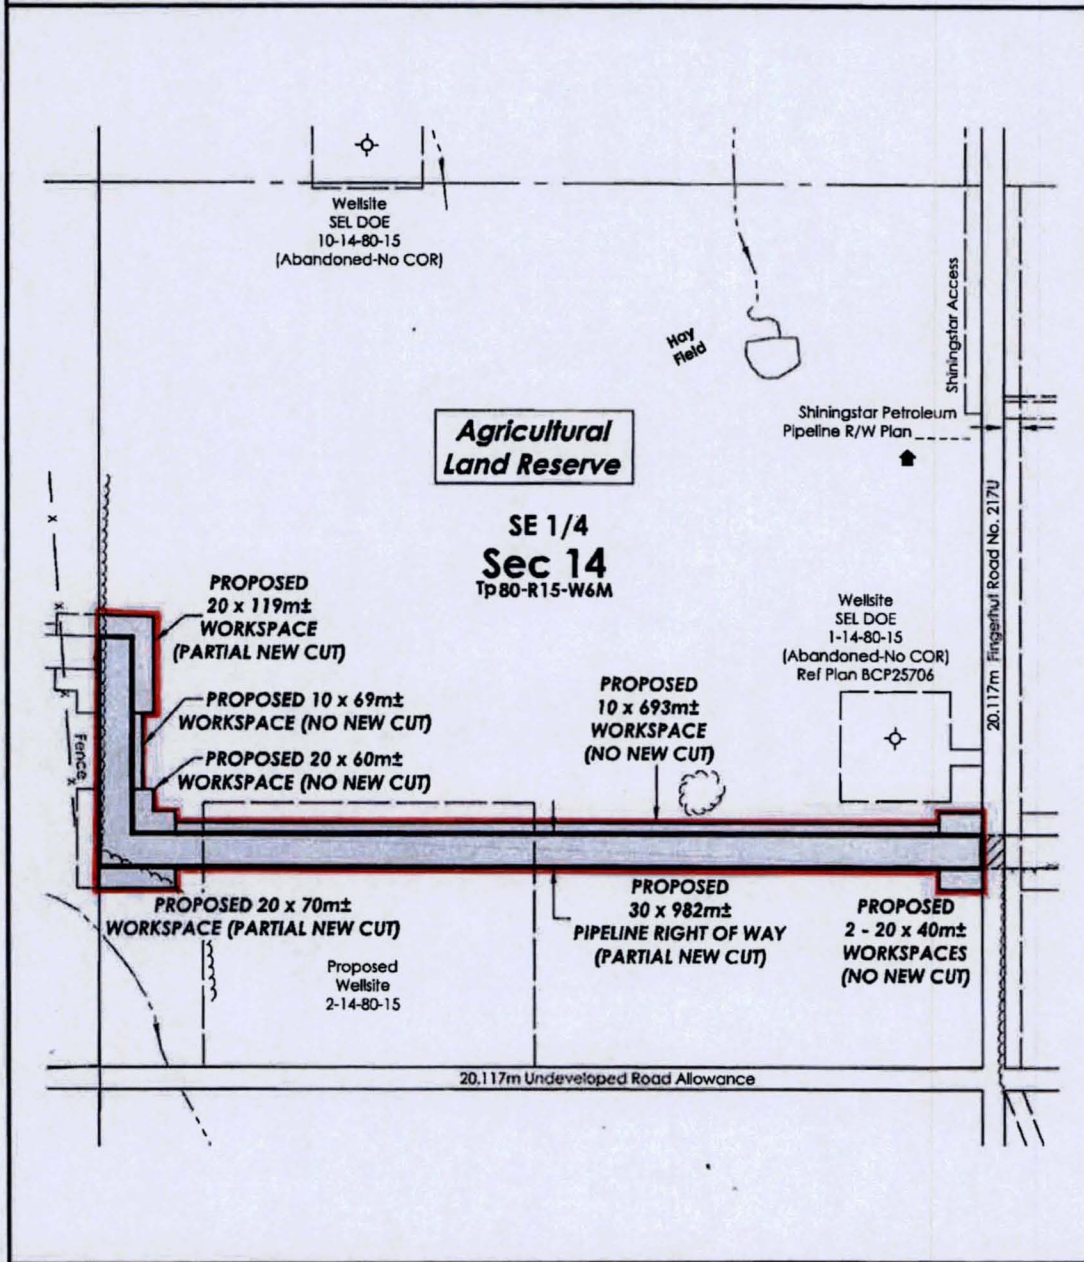 Wellsite
SEL DOE
10-14-80-15
(Abandoned-No COR)
Hay
Field
Shiningstar Access
Shiningstar Petroleum
Pipeline R/W Plan
Agricultural
Land Reserve
SE 1/4
Sec 14
Tp80-R15-W6M
20.117m Fingerhut Road No. 217U
Wellsite
SEL DOE
1-14-80-15
(Abandoned-No COR)
Ref Plan BCP25706
PROPOSED
20 x 119m±
WORKSPACE
(PARTIAL NEW CUT)
PROPOSED 10 x 69m±
WORKSPACE (NO NEW CUT)
PROPOSED 20 x 60m±
WORKSPACE (NO NEW CUT)
PROPOSED
10 x 693m±
WORKSPACE
(NO NEW CUT)
Fence
x
x
x
x
x
PROPOSED 20 x 70m±
WORKSPACE (PARTIAL NEW CUT)
PROPOSED
30 x 982m±
PIPELINE RIGHT OF WAY
(PARTIAL NEW CUT)
PROPOSED
2 - 20 x 40m±
WORKSPACES
(NO NEW CUT)
Proposed
Wellsite
2-14-80-15
20.117m Undeveloped Road Allowance